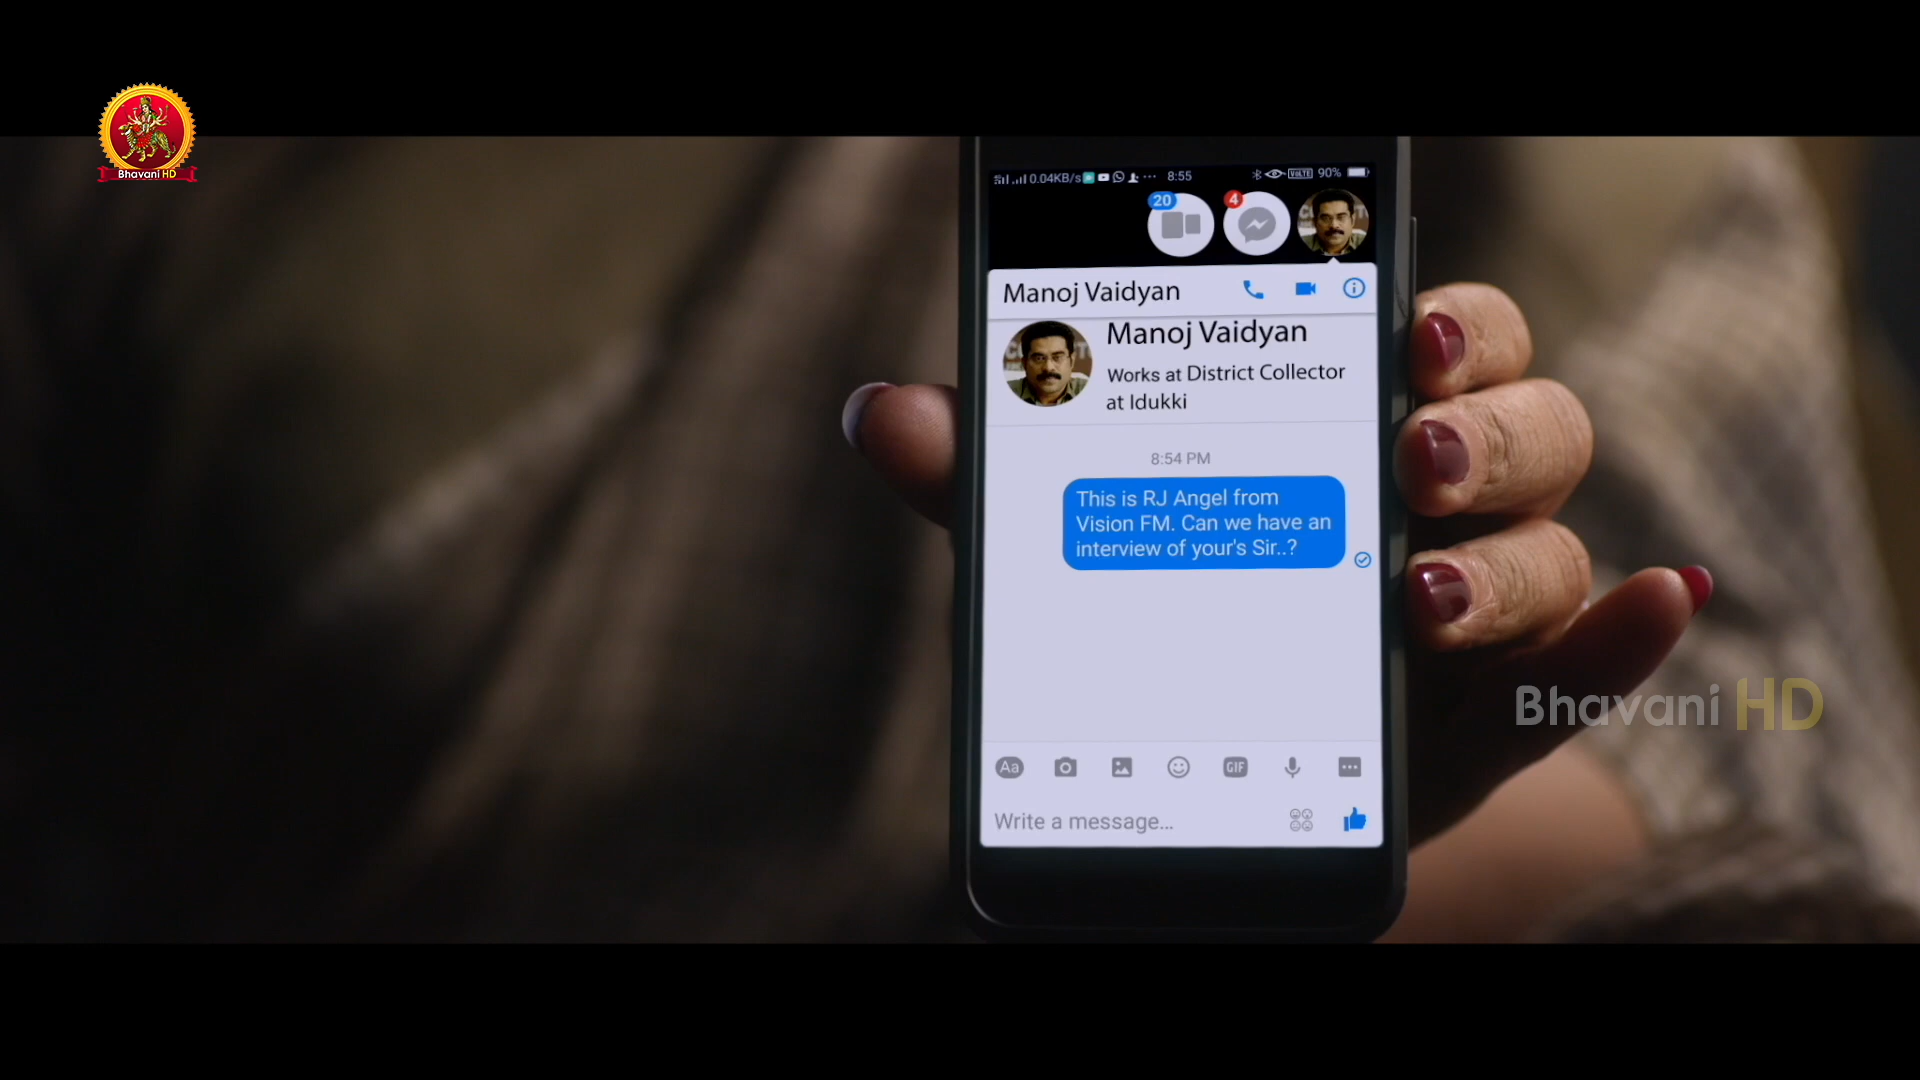 Bhavani HD
0.04KB/s 8:55 VoLTE 90%
20 4
Manoj Vaidyan
Manoj Vaidyan
Works at District Collector
at Idukki
8:54 PM
This is RJ Angel from
Vision FM. Can we have an
interview of your's Sir..?
Bhavani HD
Aa GIF
Write a message...